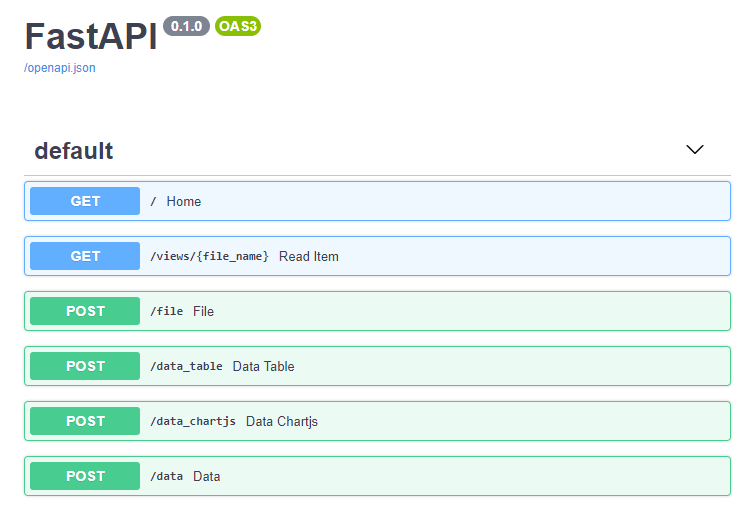 FastAPI 0.1.0 OAS3
/openapi.json
default
GET / Home
GET /views/{file_name} Read Item
POST /file File
POST /data_table Data Table
POST /data_chartjs Data Chartjs
POST /data Data